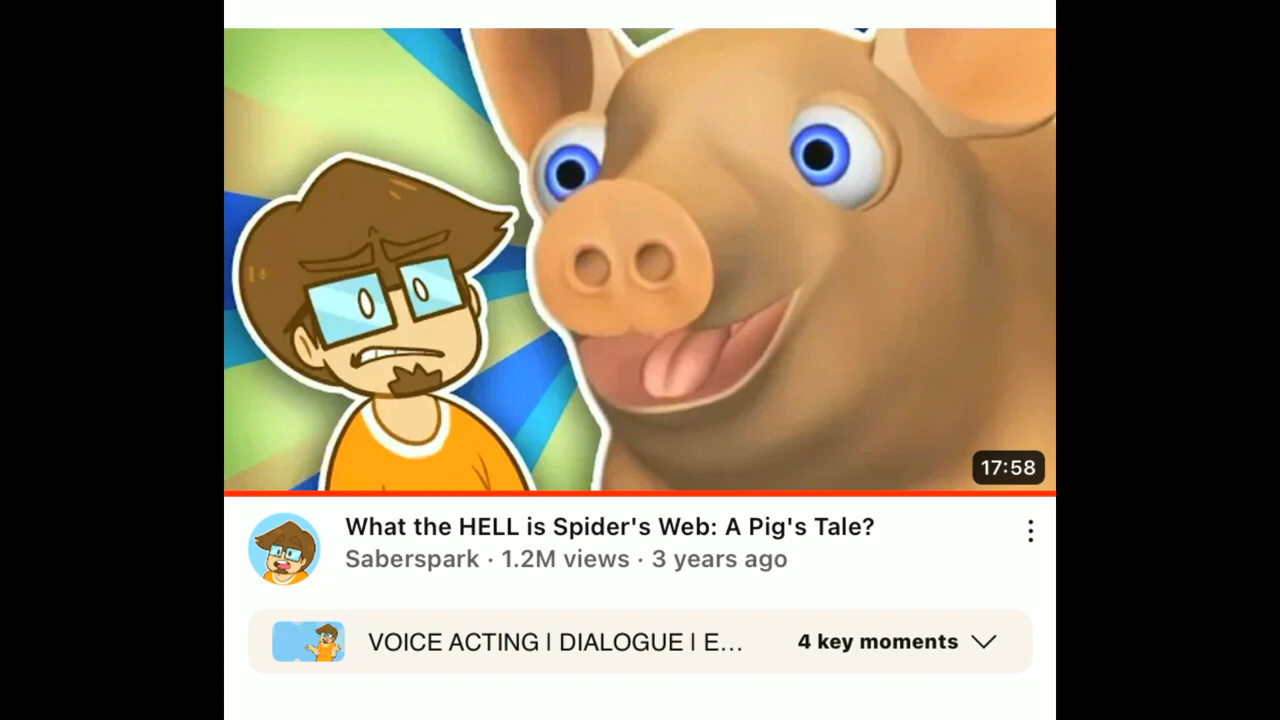 17:58
What the HELL is Spider's Web: A Pig's Tale?
Saberspark · 1.2M views · 3 years ago
VOICE ACTING | DIALOGUE | E... 4 key moments